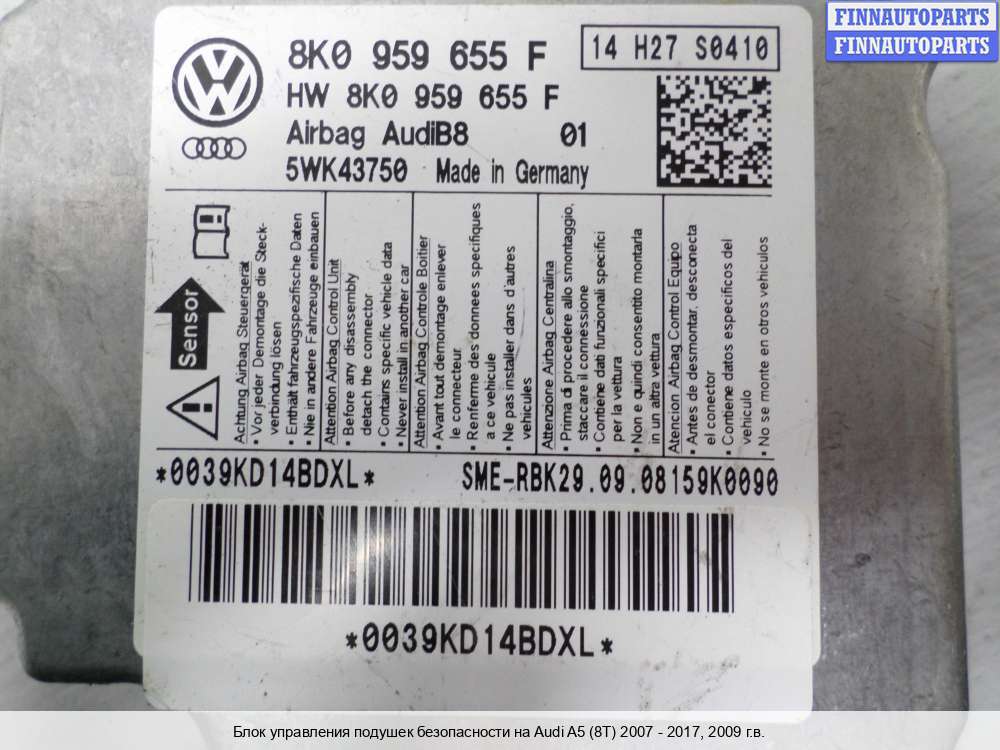 FINNAUTOPARTS
FINNAUTOPARTS
8K0 959 655 F
14 H27 S0410
HW 8K0 959 655 F
Airbag AudiB8 01
5WK43750 Made in Germany
Sensor
Achtung Airbag Steuergerät
• Vor jeder Demontage die Steck-
verbindung lösen
• Enthält fahrzeugspezifische Daten
• Nie in andere Fahrzeuge einbauen
Attention Airbag Control Unit
• Before any disassembly
detach the connector
• Contains specific vehicle data
• Never install in another car
Attention Airbag Controle Boitier
• Avant tout demontage enlever
le connecteur
• Renferme des donnees specifiques
a ce vehicule
• Ne pas installer dans d'autres
vehicules
Attenzione Airbag Centralina
• Prima di procedere allo smontaggio,
staccare il connessione
• Contiene dati funzionali specifici
per la vettura
• Non e quindi consentito montarla
in un altra vettura
Atencion Airbag Control Equipo
• Antes de desmontar, desconecta
el conector
• Contiene datos especificos del
vehiculo
• No se monte en otros vehiculos
*0039KD14BDXL*
SME-RBK29.09.08159K0090
*0039KD14BDXL*
Блок управления подушек безопасности на Audi A5 (8T) 2007 - 2017, 2009 г.в.